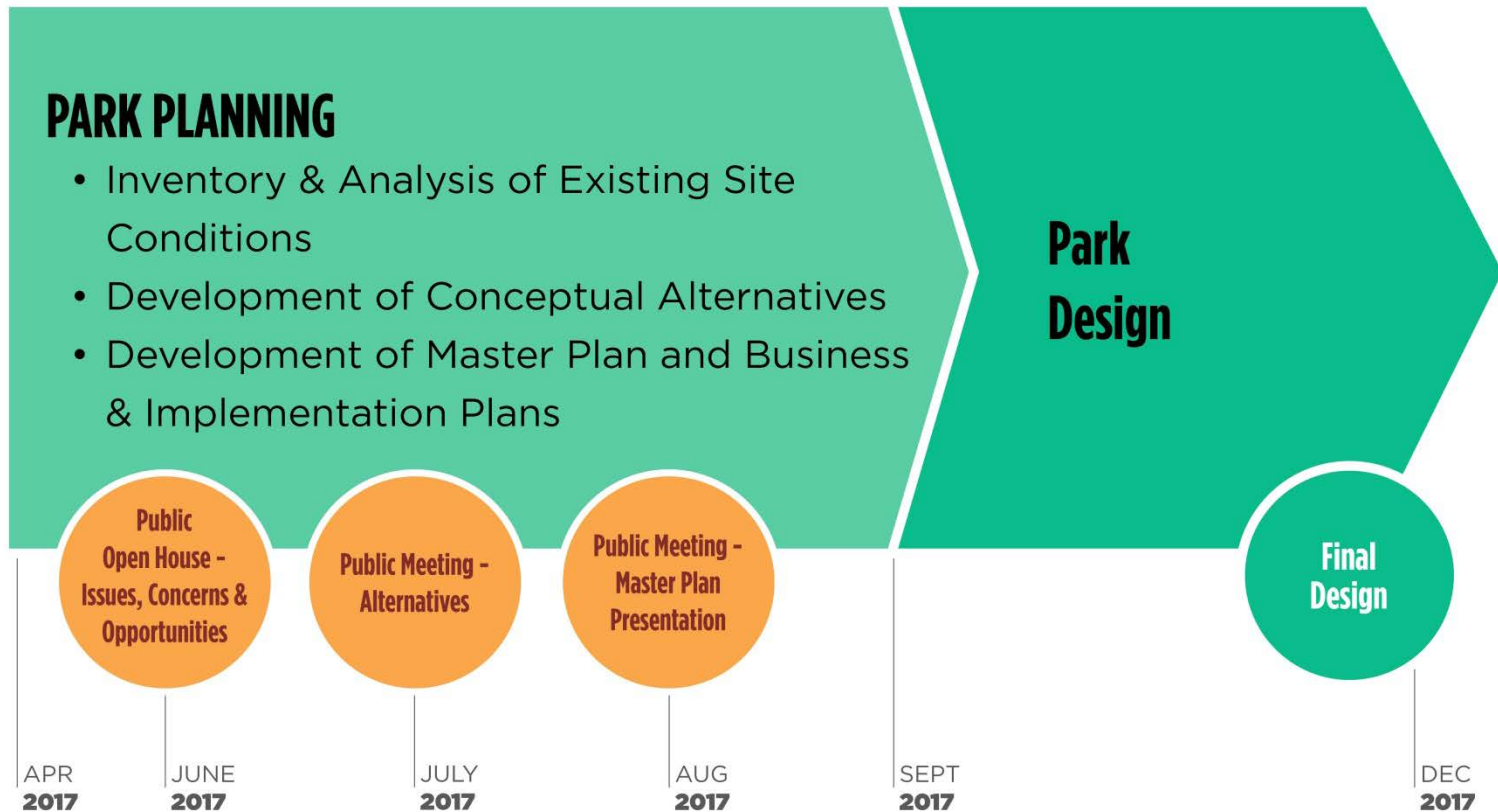 PARK PLANNING
• Inventory & Analysis of Existing Site
Conditions
• Development of Conceptual Alternatives
• Development of Master Plan and Business
& Implementation Plans
Park
Design
Public
Open House -
Issues, Concerns &
Opportunities
Public Meeting -
Alternatives
Public Meeting -
Master Plan
Presentation
Final
Design
APR
2017
JUNE
2017
JULY
2017
AUG
2017
SEPT
2017
DEC
2017